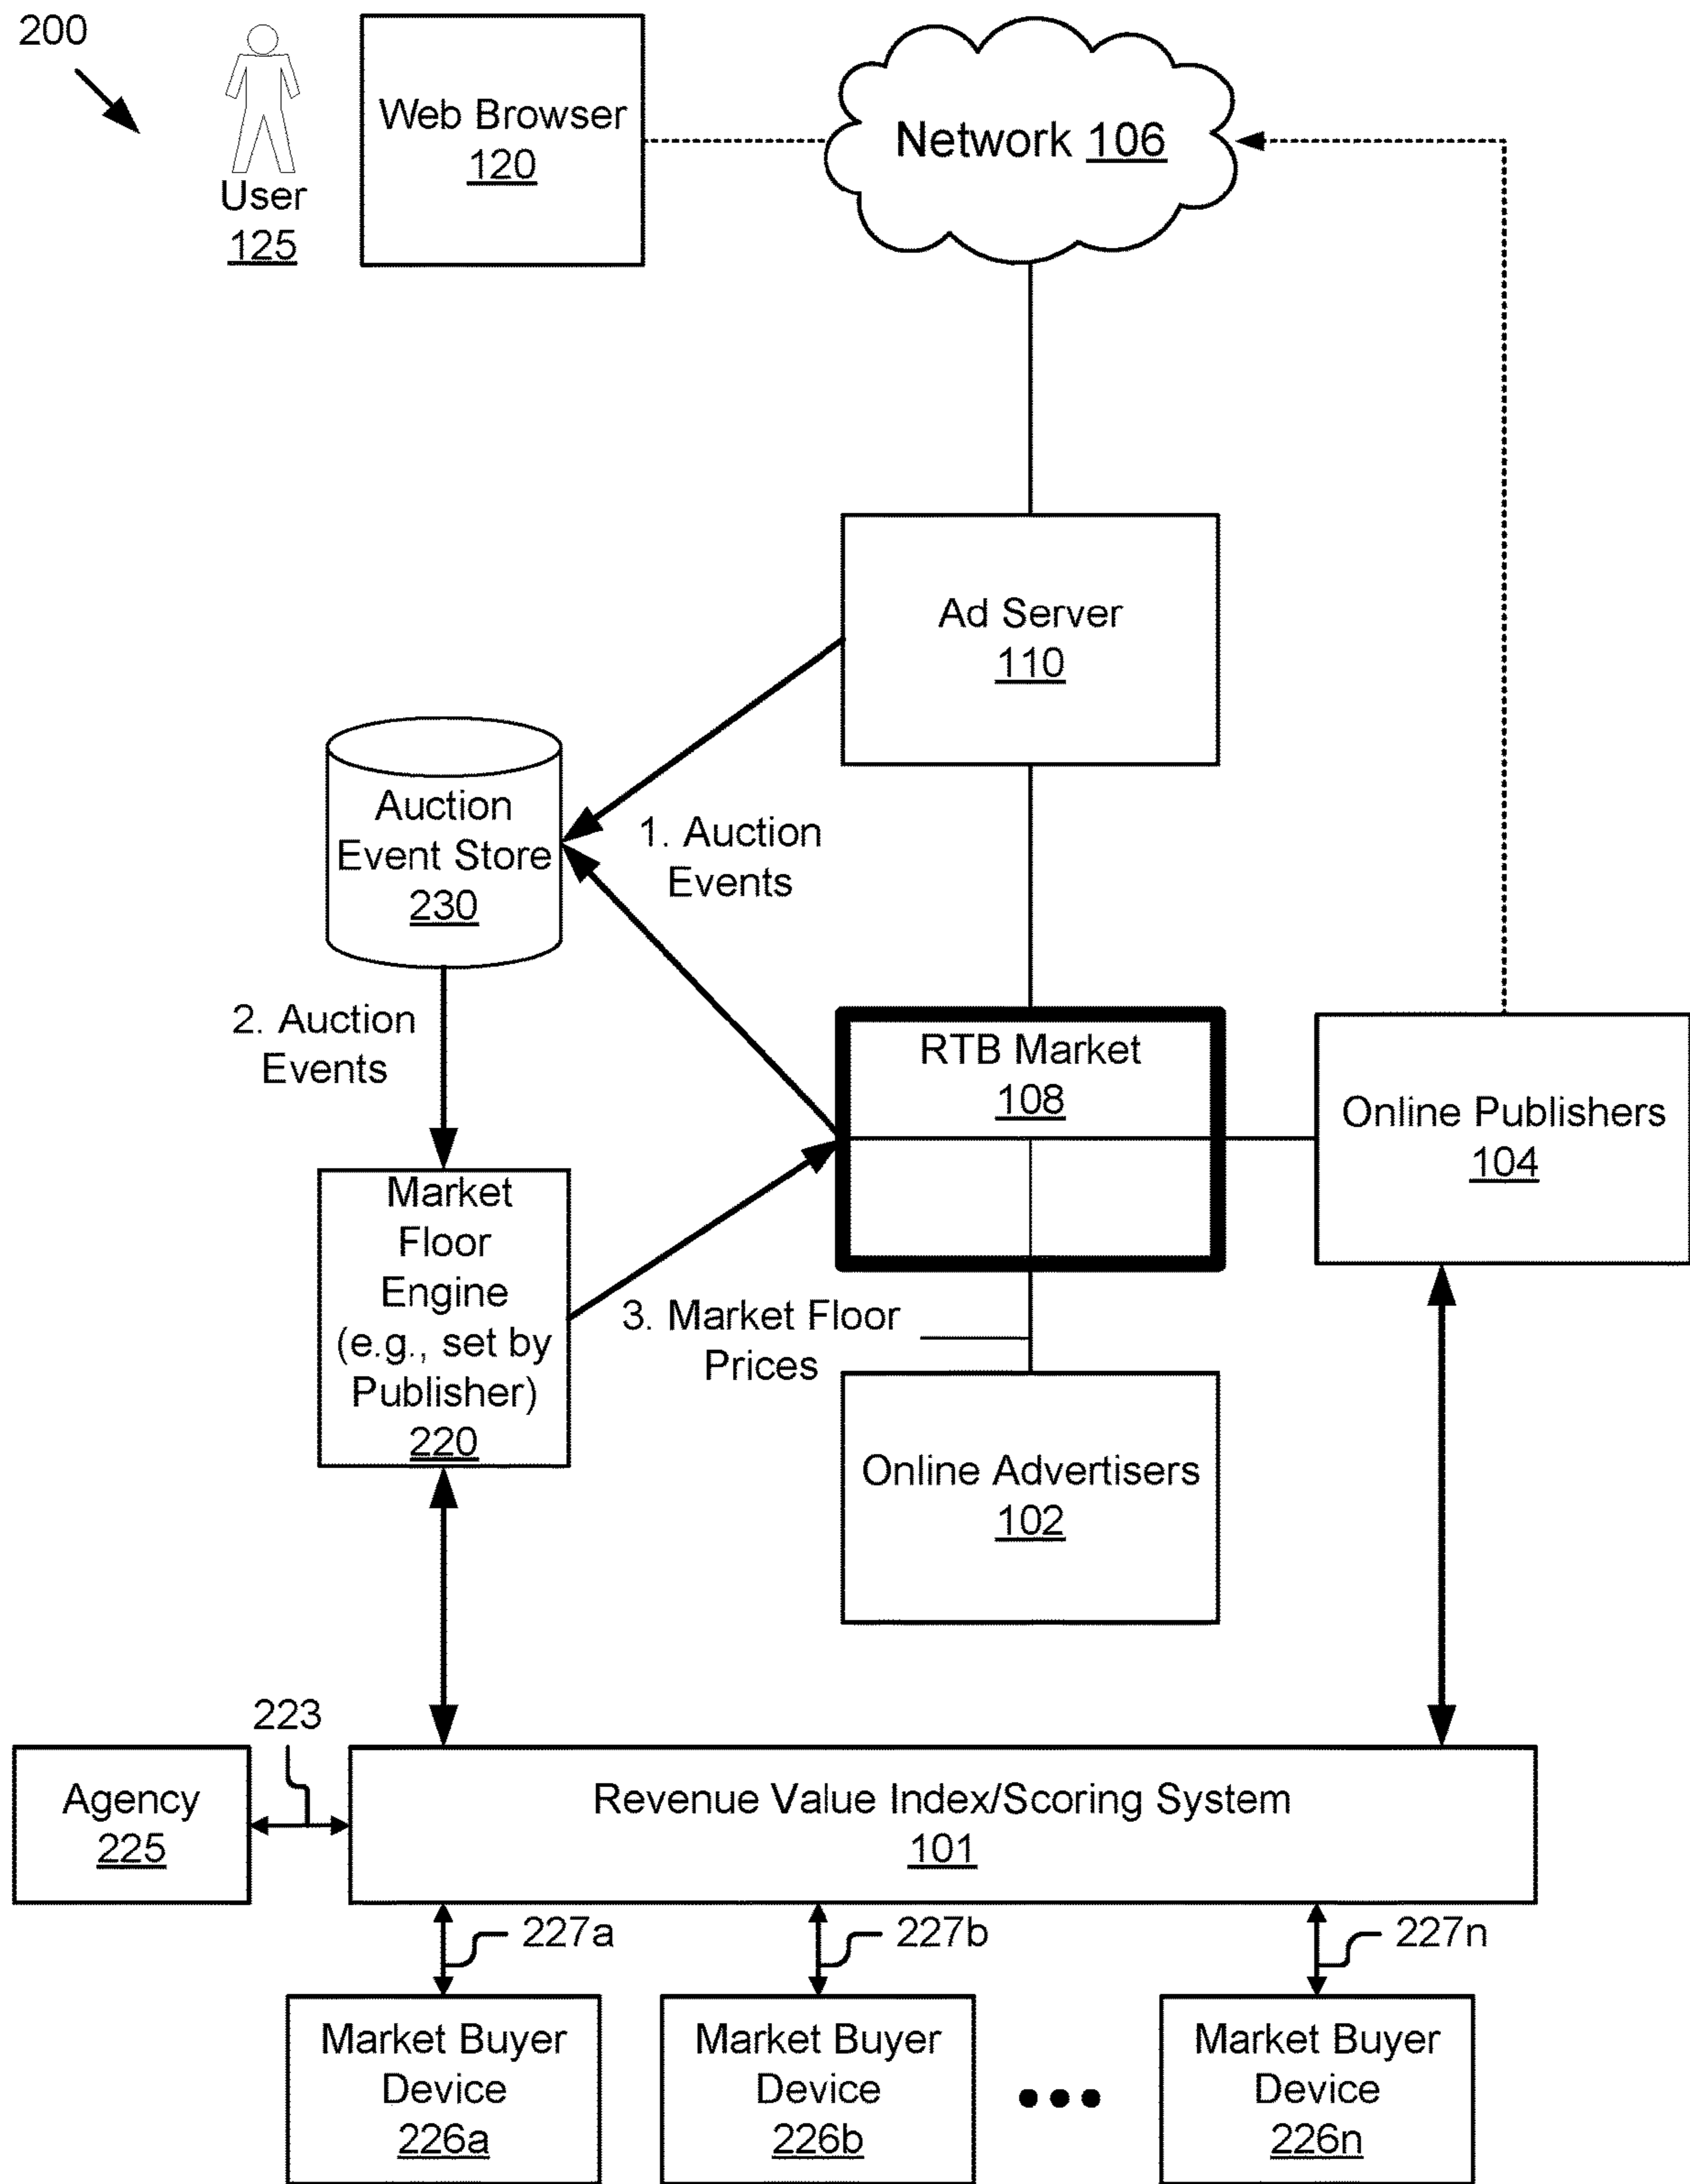 200
User
125
Web Browser
120
Network 106
Ad Server
110
Auction
Event Store
230
1. Auction
Events
2. Auction
Events
RTB Market
108
Online Publishers
104
Market
Floor
Engine
(e.g., set by
Publisher)
220
3. Market Floor
Prices
Online Advertisers
102
223
Agency
225
Revenue Value Index/Scoring System
101
227a
227b
227n
Market Buyer
Device
226a
Market Buyer
Device
226b
Market Buyer
Device
226n